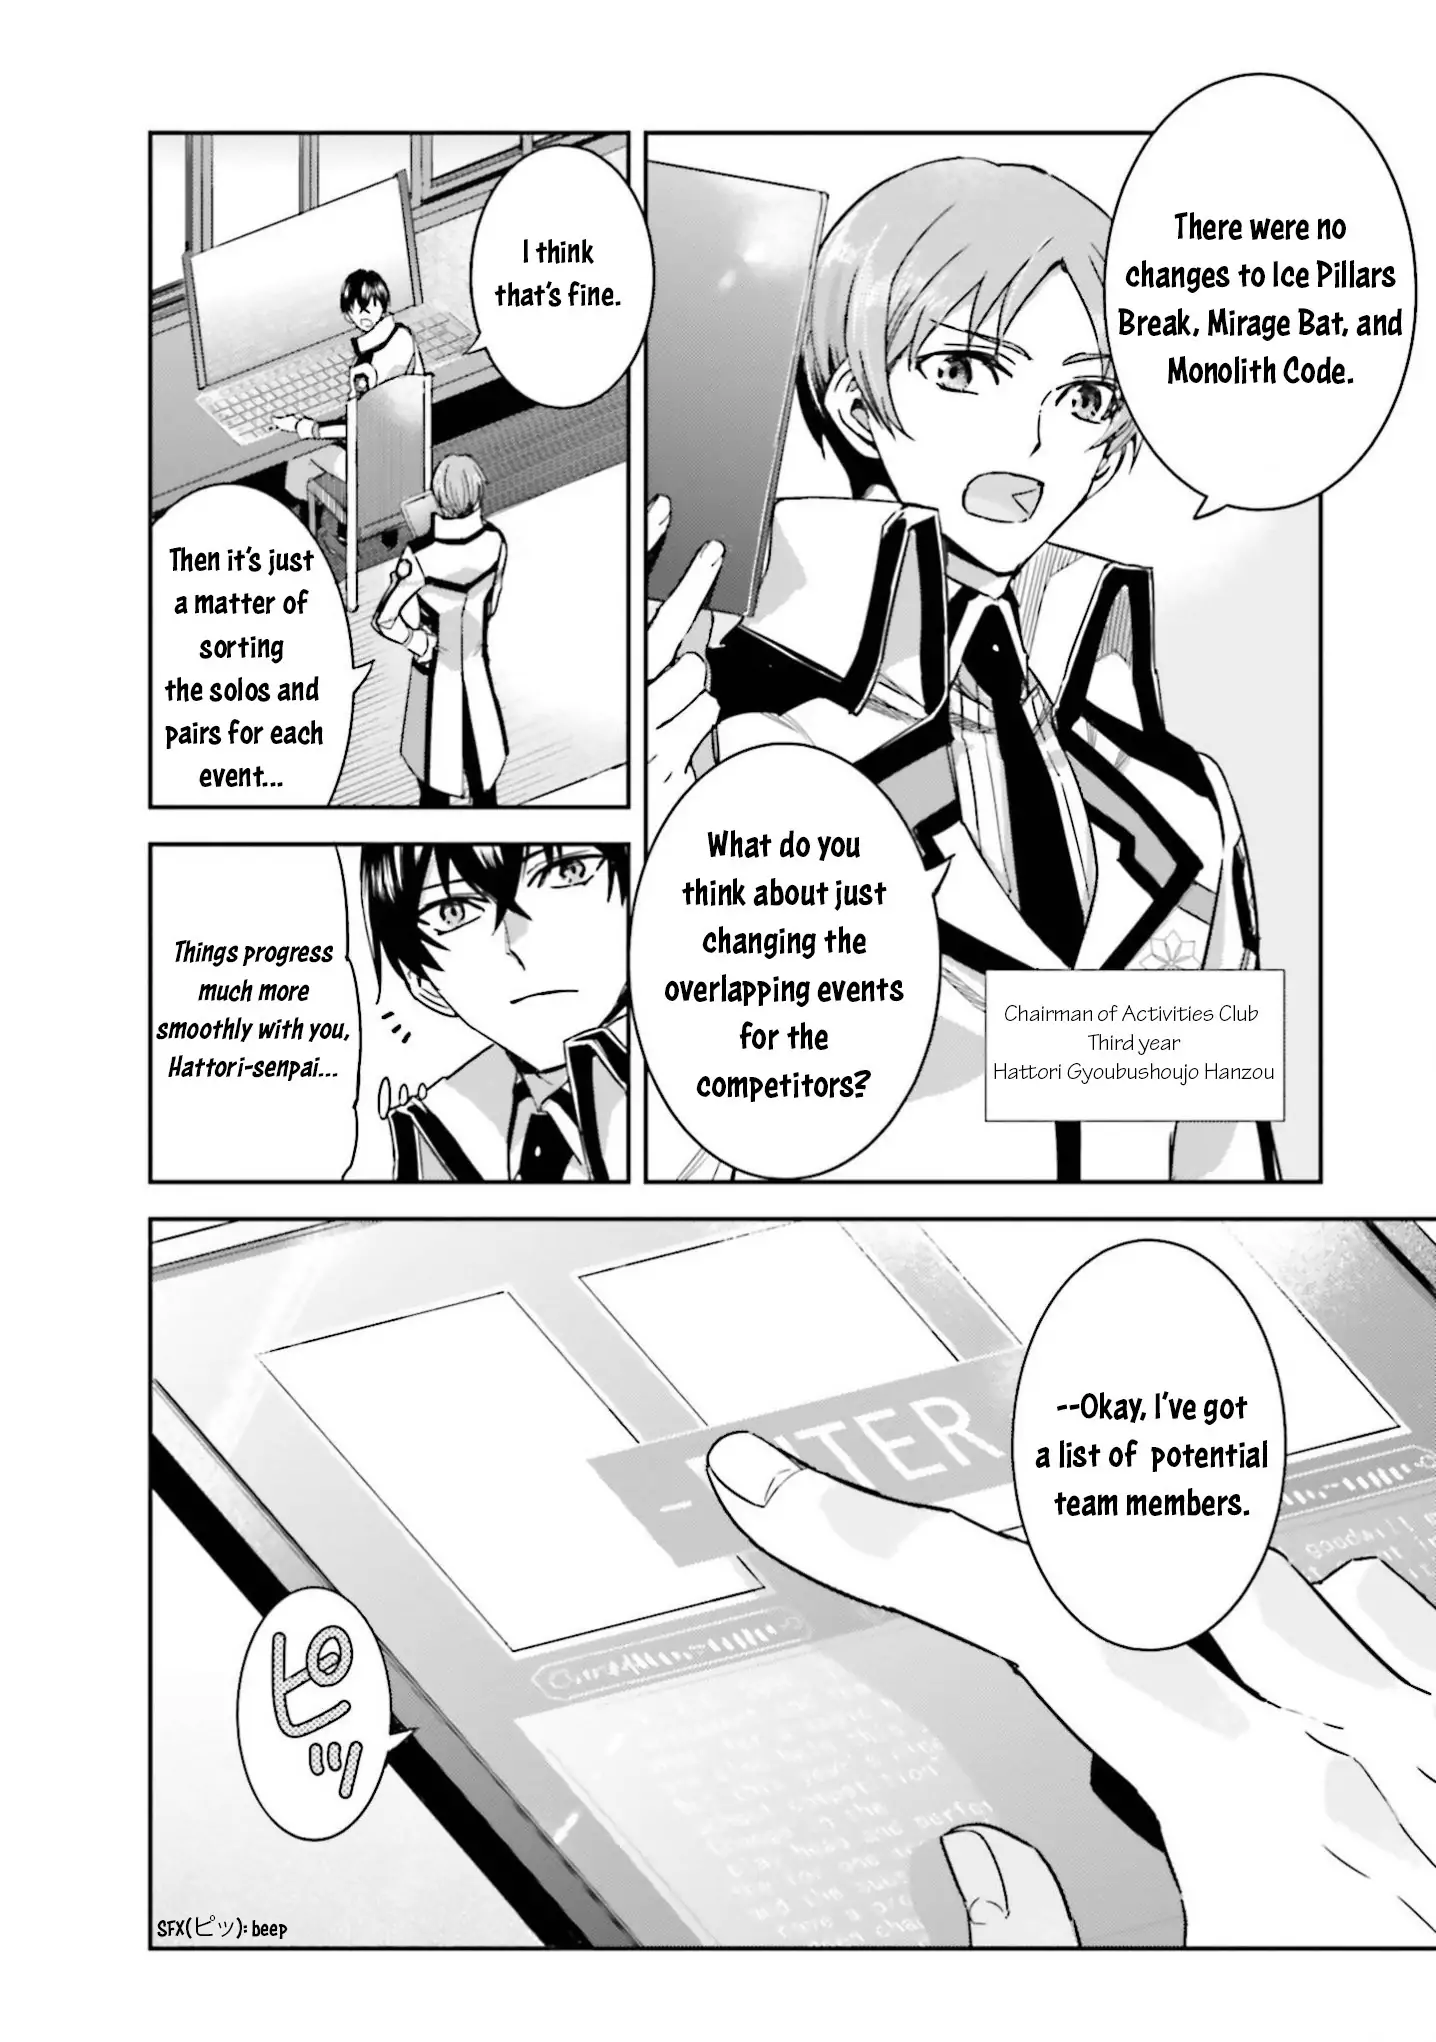 There were no
changes to Ice Pillars
Break, Mirage Bat, and
Monolith Code.
What do you
think about just
changing the
overlapping events
for the
competitors?
Chairman of Activities Club
Third year
Hattori Gyoubushoujo Hanzou
I think
that's fine.
Then it's just
a matter of
sorting
the solos and
pairs for each
event...
Things progress
much more
smoothly with you,
Hattori-senpai...
--Okay, I've got
a list of potential
team members.
ピッ
SFX(ピッ): beep